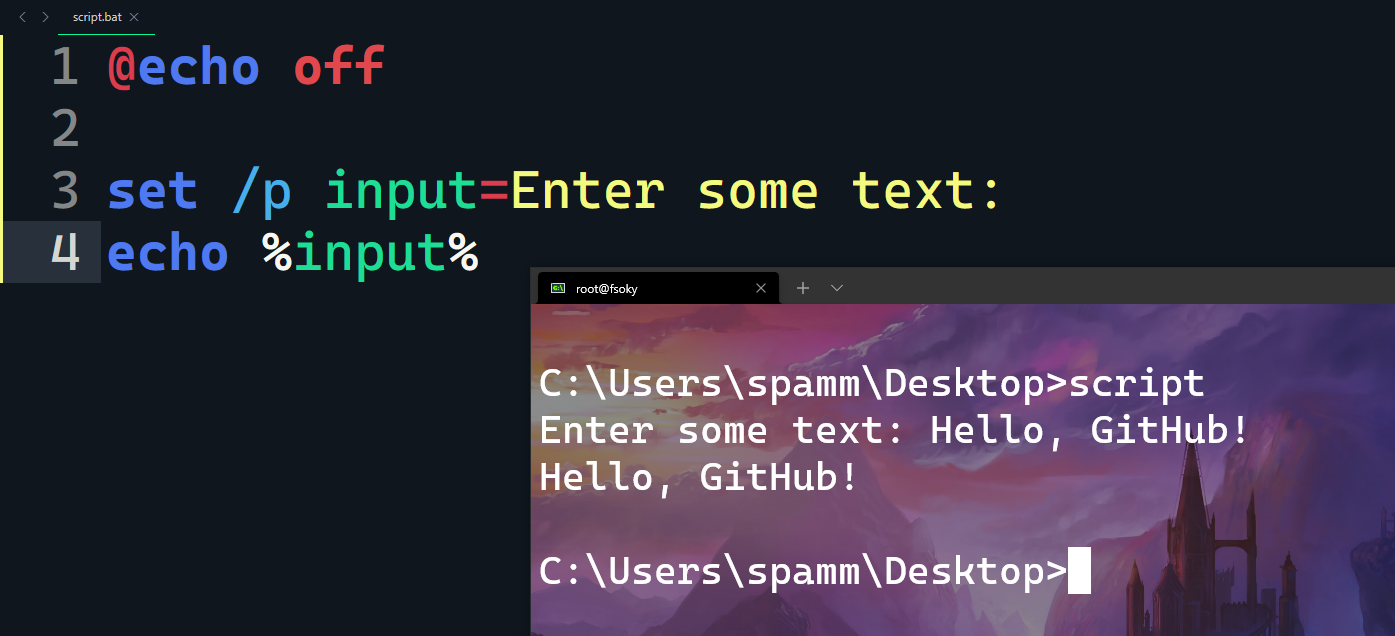 script.bat
1 @echo off
2
3 set /p input=Enter some text:
4 echo %input%
root@fsoky
C:\Users\spamm\Desktop>script
Enter some text: Hello, GitHub!
Hello, GitHub!
C:\Users\spamm\Desktop>